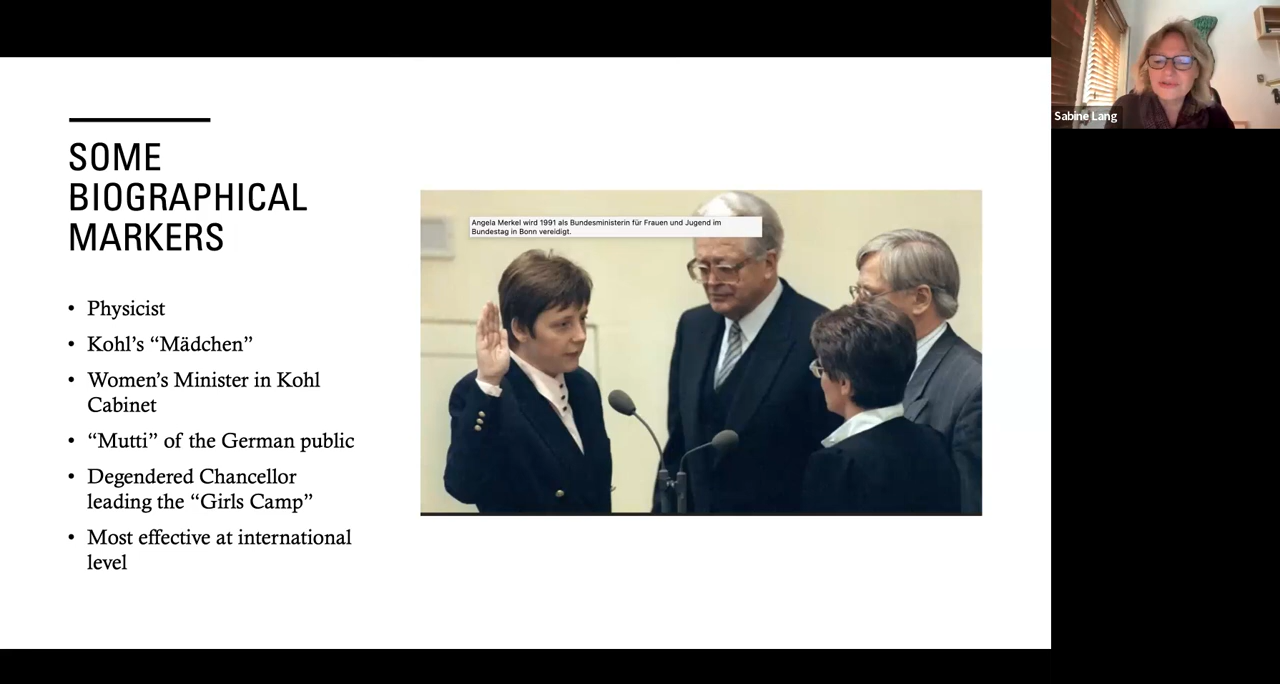 SOME
BIOGRAPHICAL
MARKERS
• Physicist
• Kohl’s “Mädchen”
• Women’s Minister in Kohl
Cabinet
• “Mutti” of the German public
• Degendered Chancellor
leading the “Girls Camp”
• Most effective at international
level
Angela Merkel wird 1991 als Bundesministerin für Frauen und Jugend im
Bundestag in Bonn vereidigt.
Sabine Lang